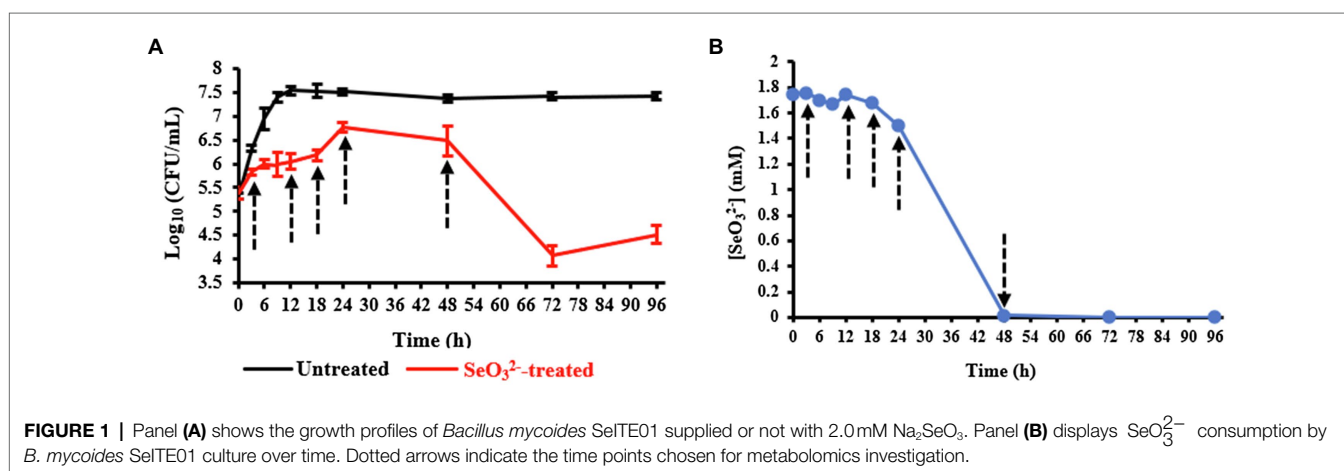 A
Log₁₀ (CFU/mL)
8
7.5
7
6.5
6
5.5
5
4.5
4
3.5
0 6 12 18 24 30 36 42 48 54 60 66 72 78 84 90 96
Time (h)
Untreated SeO₃²⁻-treated
B
[SeO₃²⁻] (mM)
2
1.8
1.6
1.4
1.2
1
0.8
0.6
0.4
0.2
0
0 6 12 18 24 30 36 42 48 54 60 66 72 78 84 90 96
Time (h)
FIGURE 1 | Panel (A) shows the growth profiles of Bacillus mycoides SeITE01 supplied or not with 2.0 mM Na₂SeO₃. Panel (B) displays SeO₃²⁻ consumption by
B. mycoides SeITE01 culture over time. Dotted arrows indicate the time points chosen for metabolomics investigation.